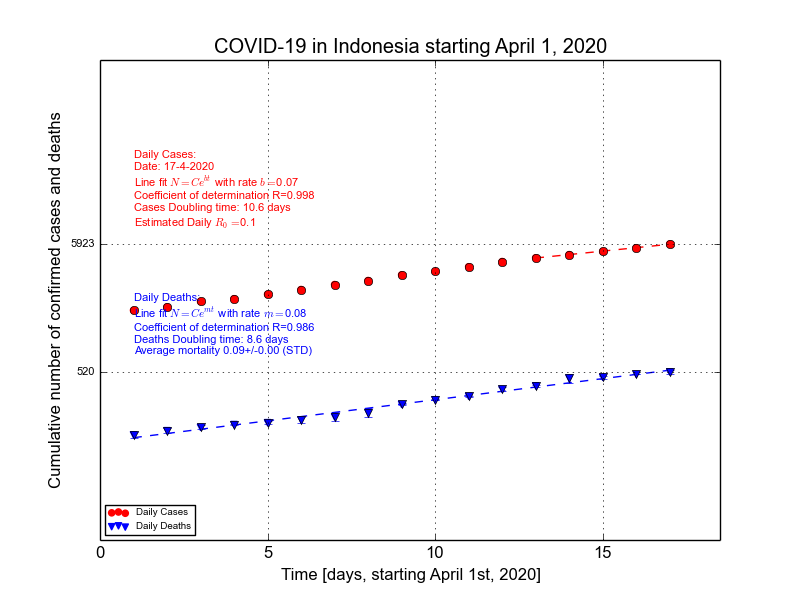 COVID-19 in Indonesia starting April 1, 2020
Cumulative number of confirmed cases and deaths
Daily Cases:
Date: 17-4-2020
Line fit N=Ce^{bt} with rate b=0.07
Coefficient of determination R=0.998
Cases Doubling time: 10.6 days
Estimated Daily R_0=0.1
5923
Daily Deaths:
Line fit N=Ce^{mt} with rate m=0.08
Coefficient of determination R=0.986
Deaths Doubling time: 8.6 days
Average mortality 0.09+/-0.00 (STD)
520
Daily Cases
Daily Deaths
0 5 10 15
Time [days, starting April 1st, 2020]